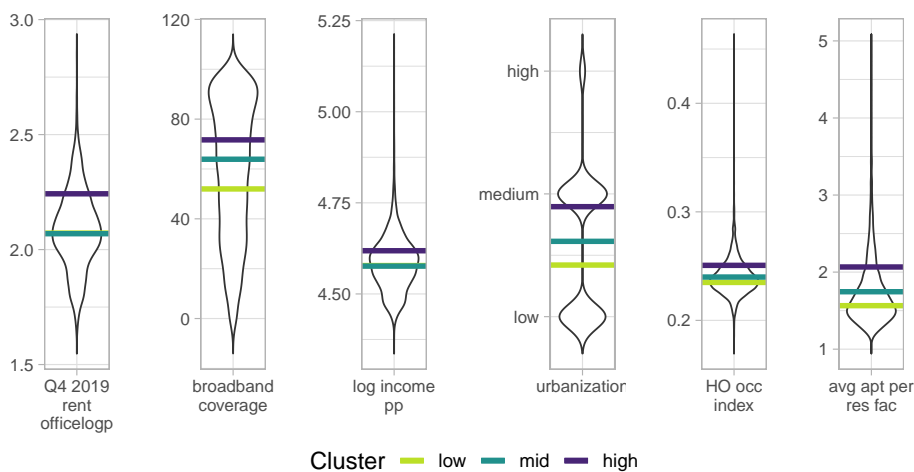 3.0
2.5
2.0
1.5
Q4 2019
rent
officelogp
120
80
40
0
broadband
coverage
5.25
5.00
4.75
4.50
log income
pp
high
medium
low
urbanization
0.4
0.3
0.2
HO occ
index
5
4
3
2
1
avg apt per
res fac
Cluster low mid high